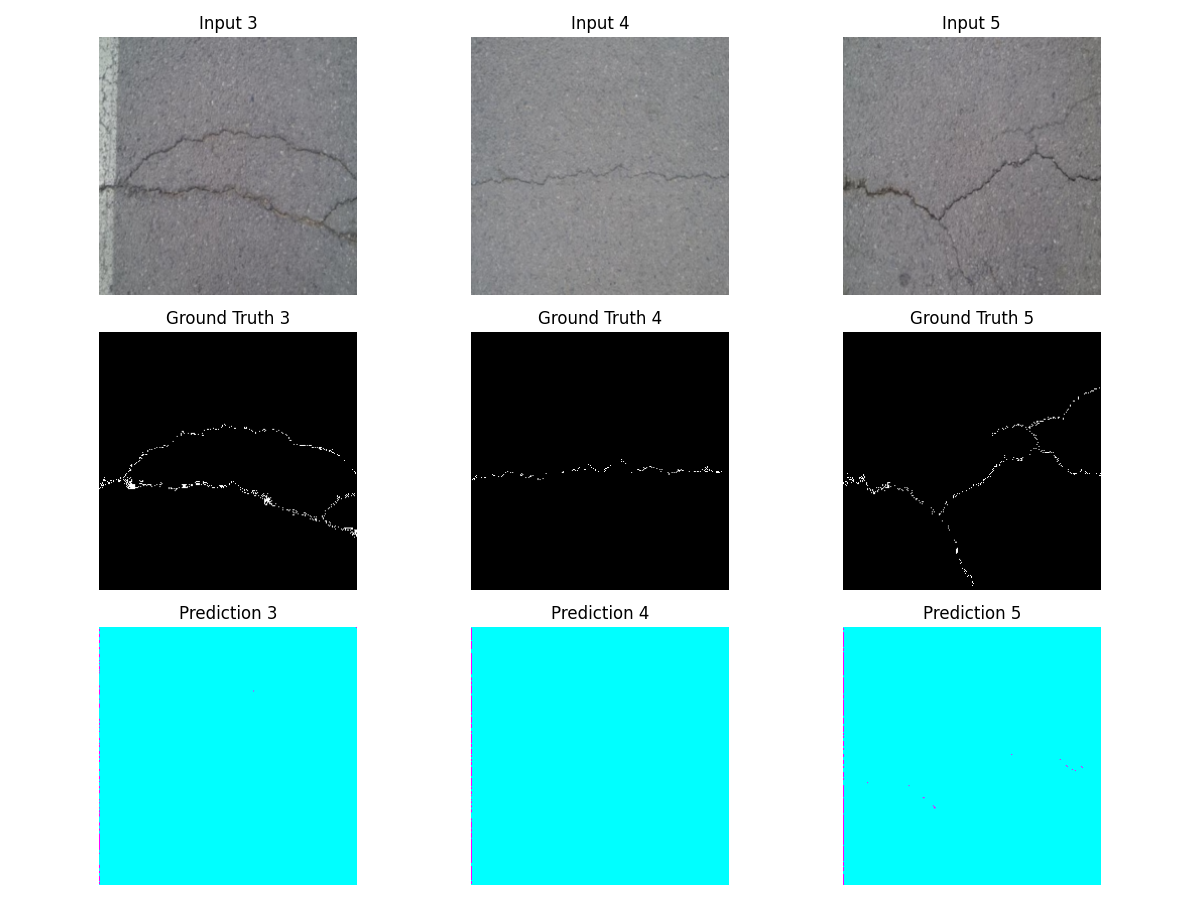 Input 3
Input 4
Input 5
Ground Truth 3
Ground Truth 4
Ground Truth 5
Prediction 3
Prediction 4
Prediction 5